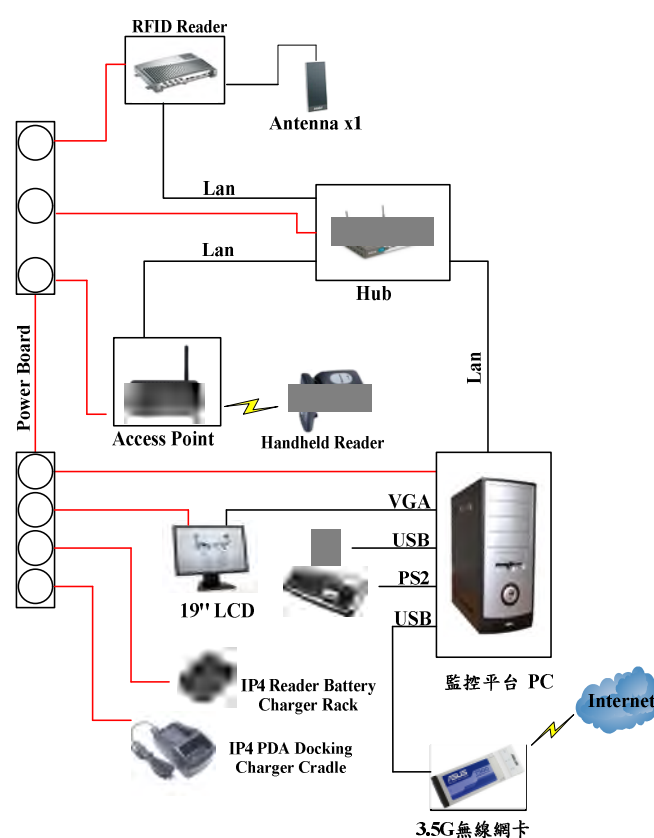 RFID Reader
Antenna x1
Lan
Hub
Lan
Lan
Power Board
Access Point
Handheld Reader
VGA
USB
PS2
USB
19" LCD
監控平台 PC
IP4 Reader Battery
Charger Rack
Internet
IP4 PDA Docking
Charger Cradle
ASUS
3.5G無線網卡